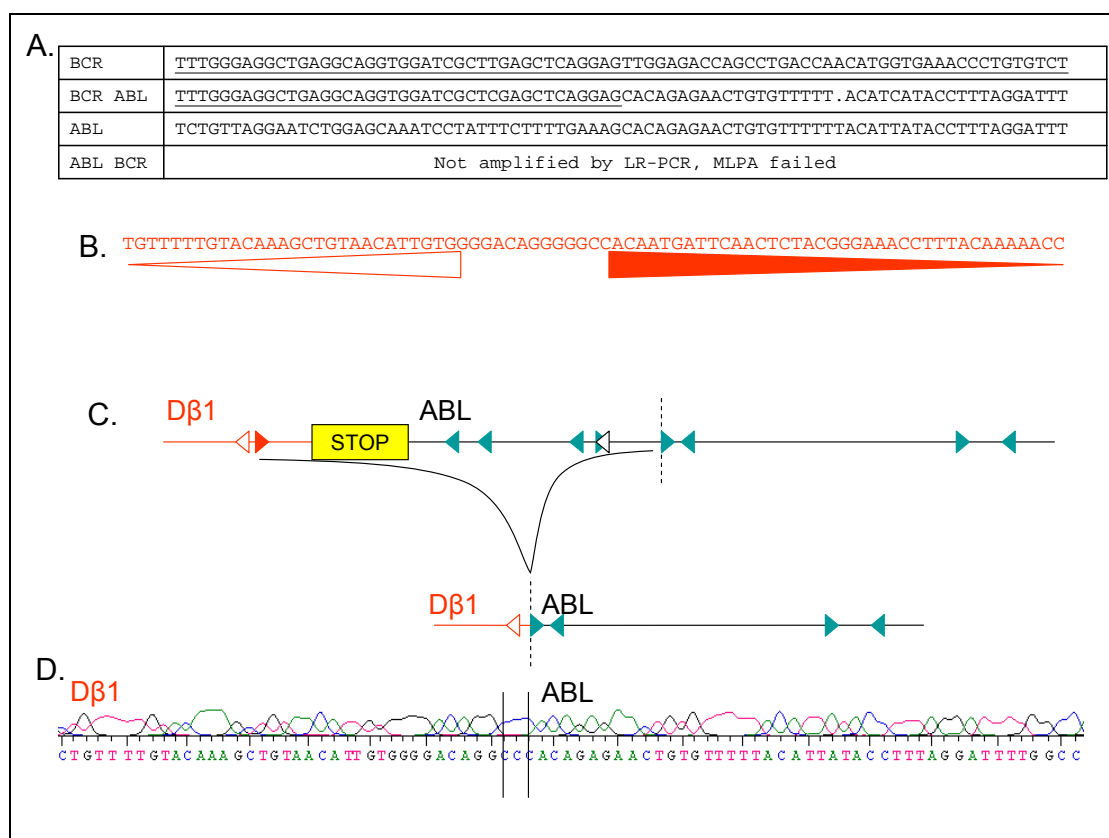 A.
BCR TTTGGGAGGCTGAGGCAGGTGGATCGCTTGAGCTCAGGAGTTGGAGACCAGCCTGACCAACATGGTGAAACCCTGTGTCT
BCR ABL TTTGGGAGGCTGAGGCAGGTGGATCGCTCGAGCTCAGGAGCACAGAGAACTGTGTTTTT.ACATCATACCTTTAGGATTT
ABL TCTGTTAGGAATCTGGAGCAAATCCTATTTCTTTTGAAAGCACAGAGAACTGTGTTTTTTACATTATACCTTTAGGATTT
ABL BCR Not amplified by LR-PCR, MLPA failed
B. TGTTTTTGTACAAAGCTGTAACATTGTGGGGACAGGGGGCCACAATGATTCAACTCTACGGGAAACCTTTACAAAAACC
C.
Dβ1 ABL
STOP
Dβ1 ABL
D.
Dβ1 ABL
CTGTTTTGTACAAAGCTGTAACATTGTGGGGACAGGCCCACAGAGAACTGTGTTTTTACATTATACCTTTAGGATTTTGGCC